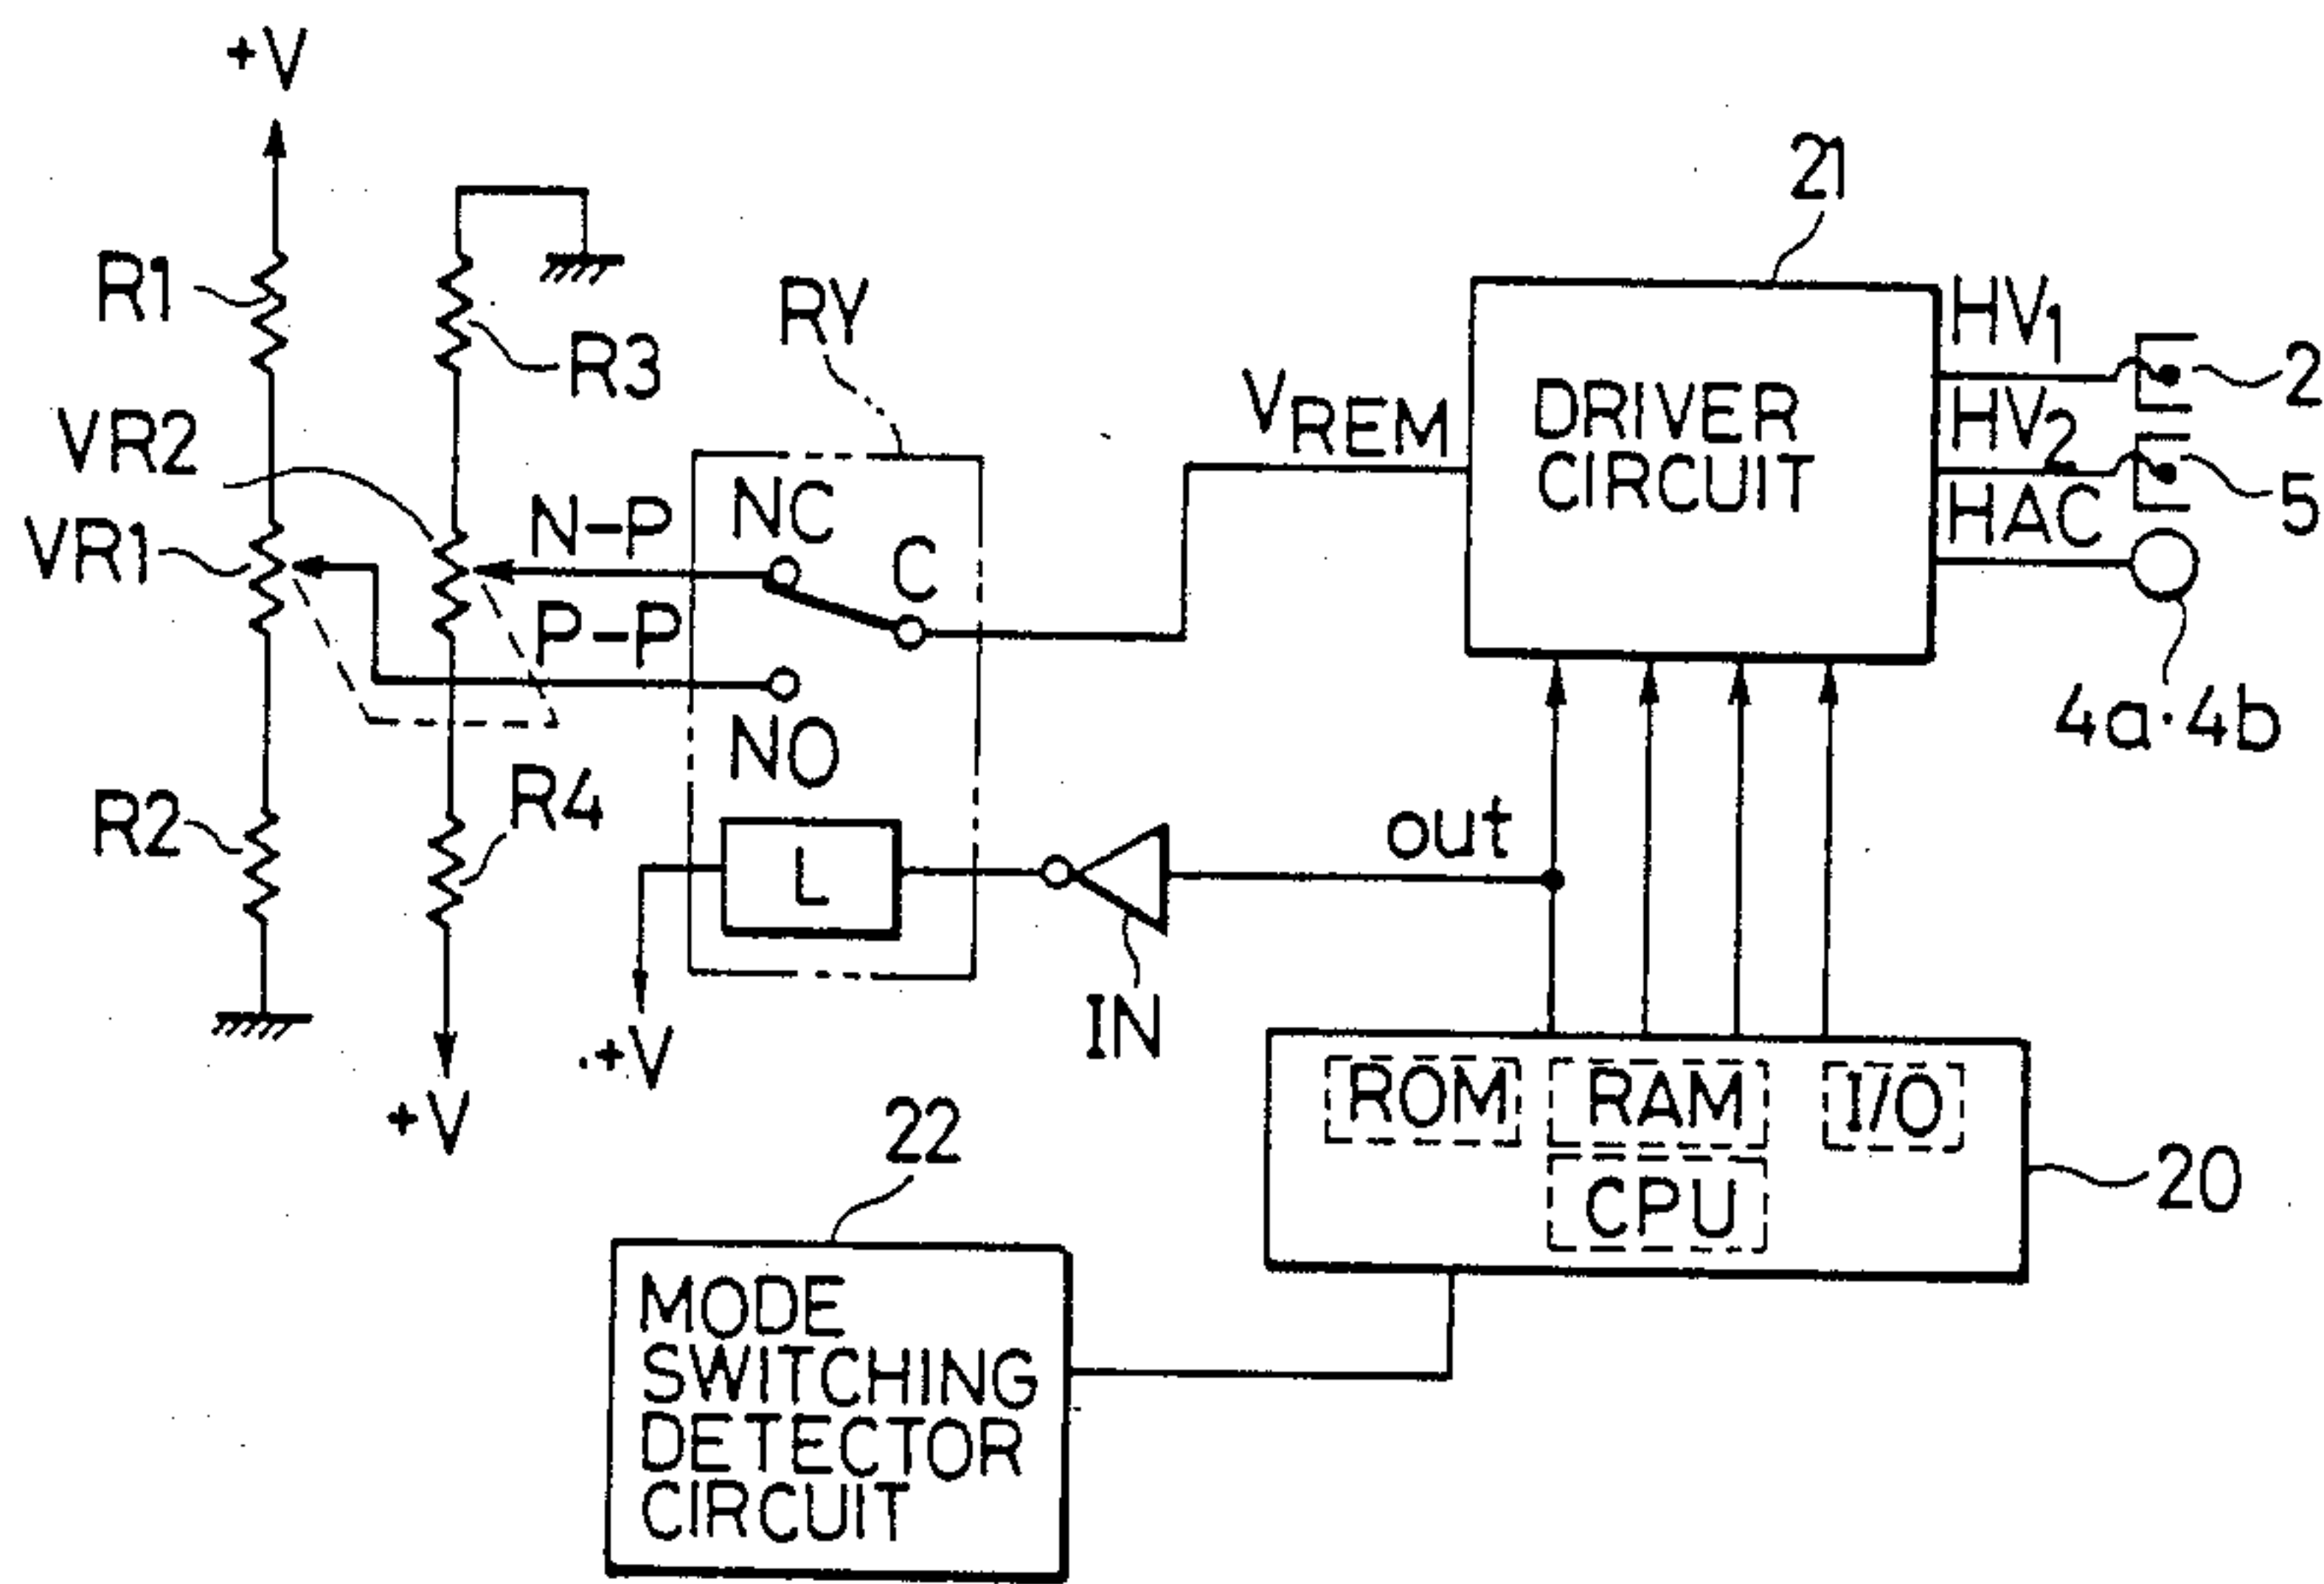 +V
21
R1
RY
HV1
R3
VREM
2
DRIVER
CIRCUIT
VR2
HV2
NC
N-P
5
VR1
C
HAC
P-P
4a·4b
NO
R4
R2
out
L
IN
+V
ROM
RAM
I/O
+V
22
20
CPU
MODE
SWITCHING
DETECTOR
CIRCUIT